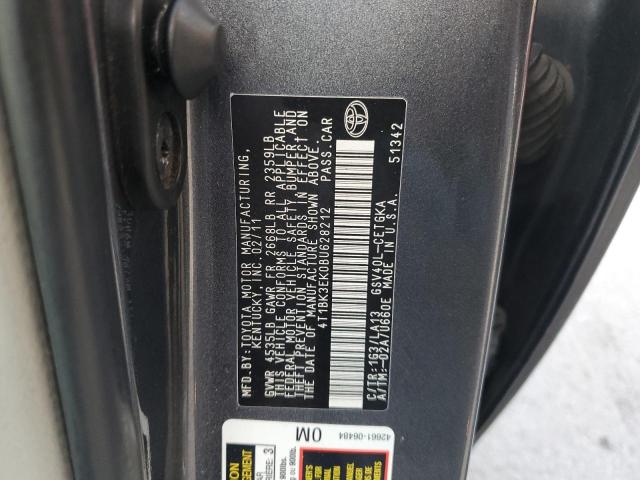 MFD.BY:TOYOTA MOTOR MANUFACTURING,
KENTUCKY,INC. 02/11
GVWR 4535LB GAWR FR 2668LB RR 2359LB
THIS VEHICLE CONFORMS TO ALL APPLICABLE
FEDERAL MOTOR VEHICLE SAFETY, BUMPER, AND
THEFT PREVENTION STANDARDS IN EFFECT ON
THE DATE OF MANUFACTURE SHOWN ABOVE.
4T1BK3EK0BU628212 PASS.CAR
C/TR:1G3/LA13 GSV40L-CETGKA
A/TM:-02A/U660E MADE IN U.S.A.
51342
42661-06484
0M